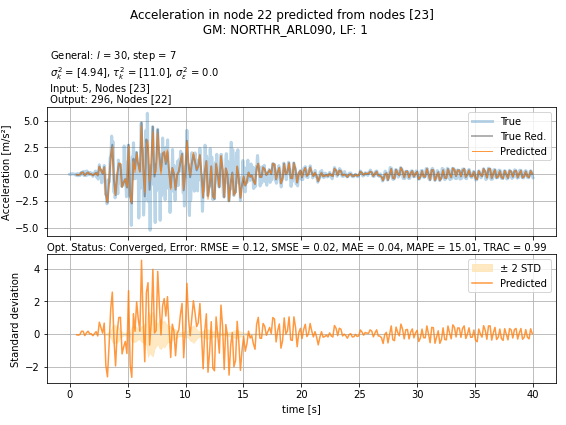 Acceleration in node 22 predicted from nodes [23]
GM: NORTHR_ARL090, LF: 1
General: l = 30, step = 7
σ²ₖ = [4.94], τ²ₖ = [11.0], σ²ε = 0.0
Input: 5, Nodes [23]
Output: 296, Nodes [22]
Acceleration [m/s²]
5.0
2.5
0.0
−2.5
−5.0
True
True Red.
Predicted
Opt. Status: Converged, Error: RMSE = 0.12, SMSE = 0.02, MAE = 0.04, MAPE = 15.01, TRAC = 0.99
Standard deviation
4
2
0
−2
± 2 STD
Predicted
0 5 10 15 20 25 30 35 40
time [s]